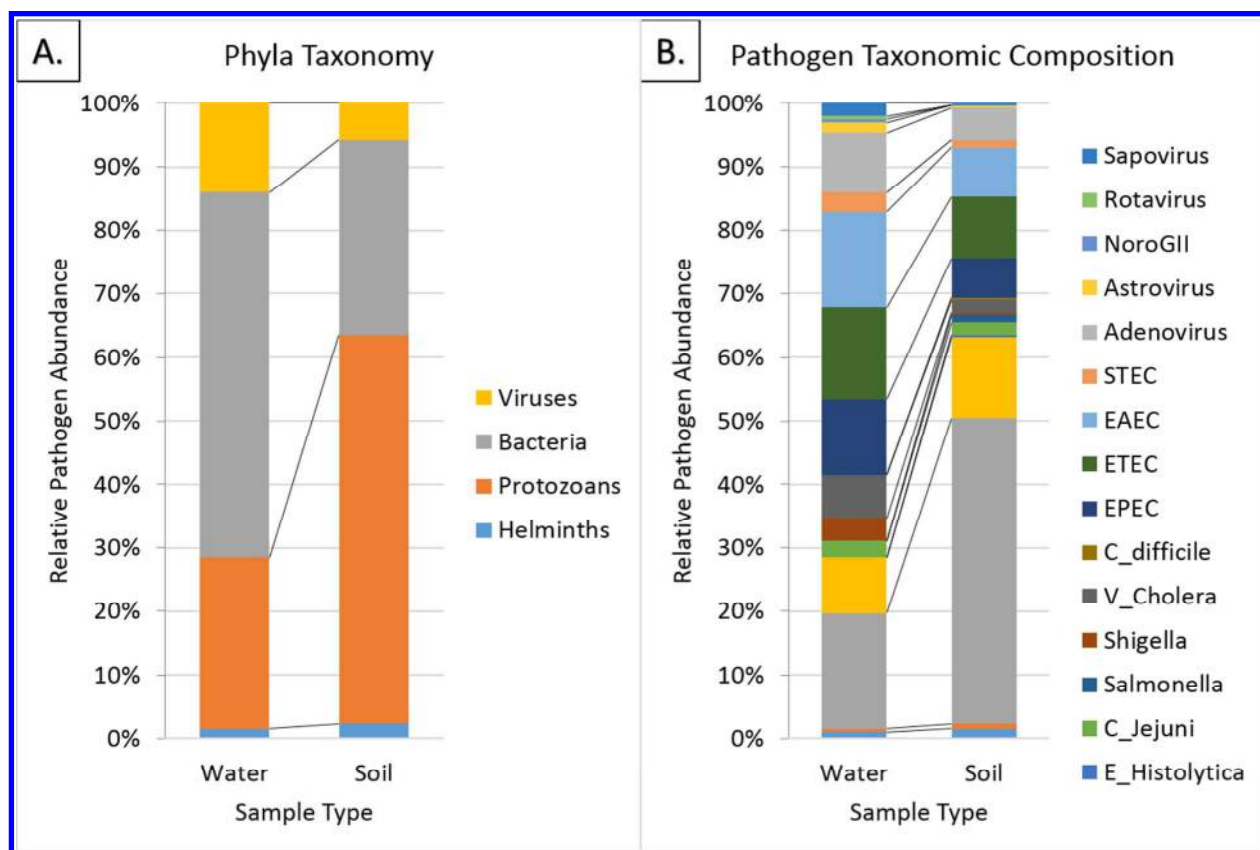 A.
Phyla Taxonomy
Relative Pathogen Abundance
100%
90%
80%
70%
60%
50%
40%
30%
20%
10%
0%
Water
Soil
Sample Type
Viruses
Bacteria
Protozoans
Helminths
B.
Pathogen Taxonomic Composition
Relative Pathogen Abundance
100%
90%
80%
70%
60%
50%
40%
30%
20%
10%
0%
Water
Soil
Sample Type
Sapovirus
Rotavirus
NoroGII
Astrovirus
Adenovirus
STEC
EAEC
ETEC
EPEC
C_difficile
V_Cholera
Shigella
Salmonella
C_Jejuni
E_Histolytica